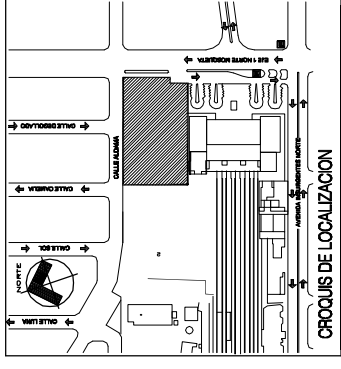 EJE 1 NORTE MOSQUETA
CALLE DEGOLLADO
CALLE ALDAMA
CALLE CAMELIA
AVENIDA INSURGENTES NORTE
CALLE SOL
NORTE
CALLE LUNA
CROQUIS DE LOCALIZACION